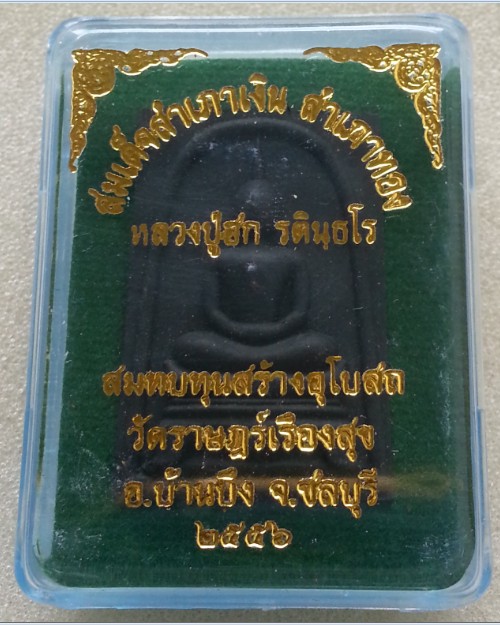 สมเด็จสำเภาเงิน สำเภาทอง
หลวงปู่ฮก รตินฺธโร
สมทบทุนสร้างอุโบสถ
วัดราษฎร์เรืองสุข
อ.บ้านบึง จ.ชลบุรี
๒๕๕๖